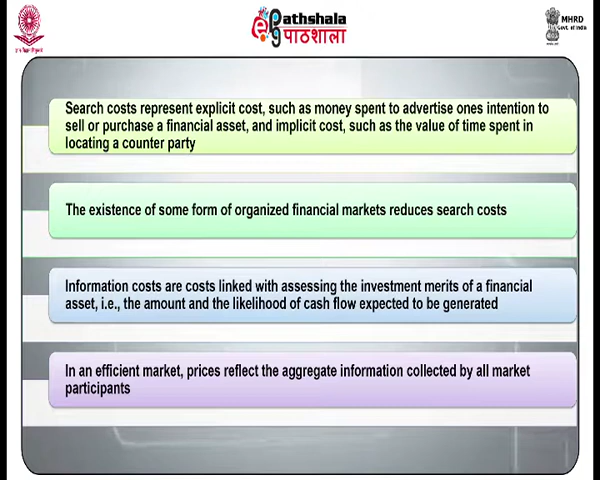 Pathshala
पाठशाला
MHRD
Govt. of India
Search costs represent explicit cost, such as money spent to advertise ones intention to
sell or purchase a financial asset, and implicit cost, such as the value of time spent in
locating a counter party
The existence of some form of organized financial markets reduces search costs
Information costs are costs linked with assessing the investment merits of a financial
asset, i.e., the amount and the likelihood of cash flow expected to be generated
In an efficient market, prices reflect the aggregate information collected by all market
participants